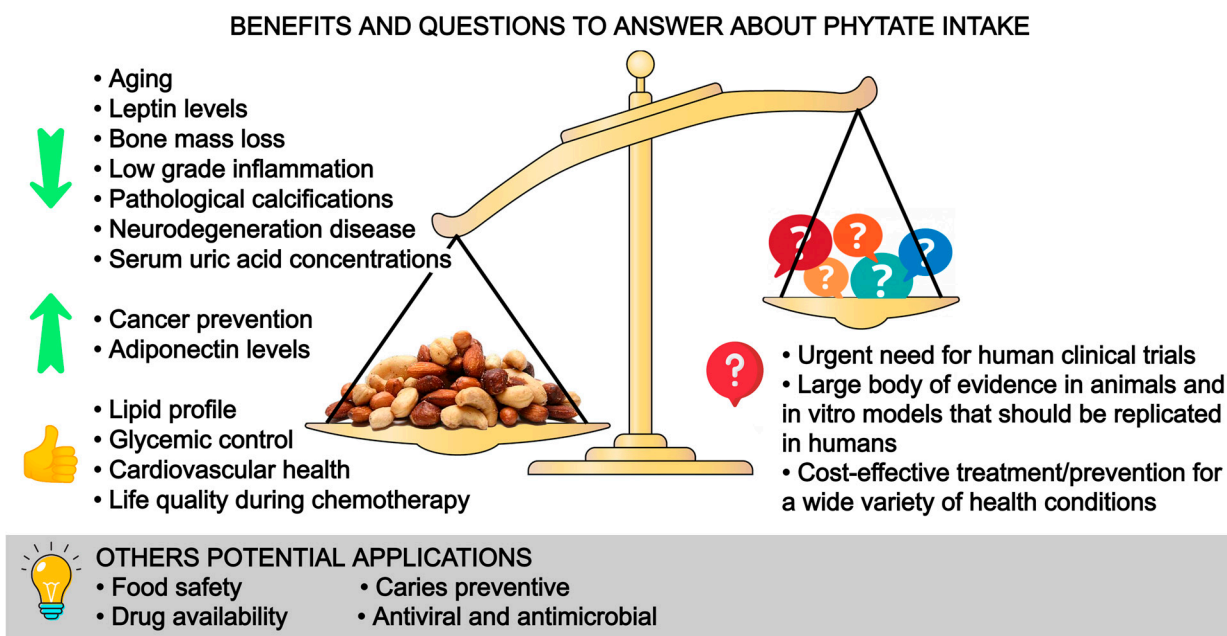 BENEFITS AND QUESTIONS TO ANSWER ABOUT PHYTATE INTAKE
• Aging
• Leptin levels
• Bone mass loss
• Low grade inflammation
• Pathological calcifications
• Neurodegeneration disease
• Serum uric acid concentrations
• Cancer prevention
• Adiponectin levels
• Lipid profile
• Glycemic control
• Cardiovascular health
• Life quality during chemotherapy
? ? ? ? ?
?
• Urgent need for human clinical trials
• Large body of evidence in animals and
in vitro models that should be replicated
in humans
• Cost-effective treatment/prevention for
a wide variety of health conditions
OTHERS POTENTIAL APPLICATIONS
• Food safety
• Drug availability
• Caries preventive
• Antiviral and antimicrobial